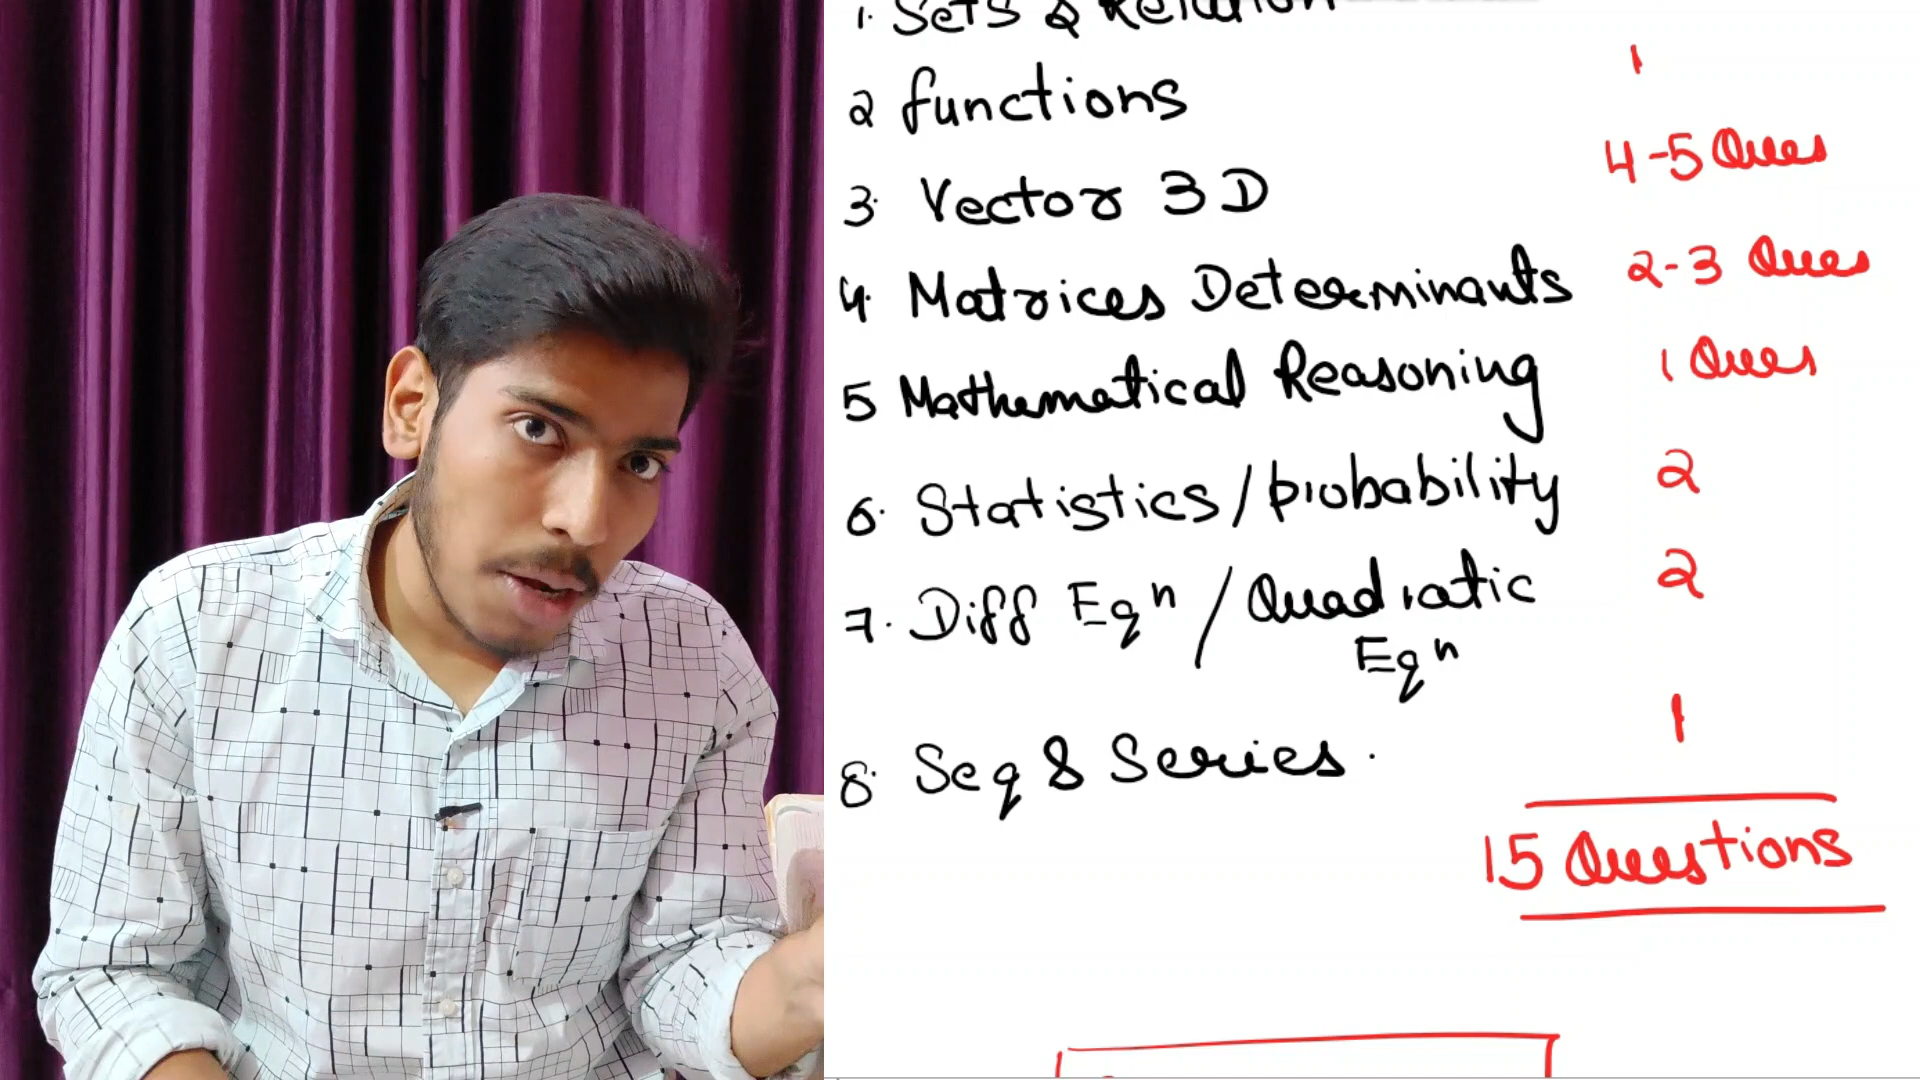 1. Sets & Relation
1
2 functions
4-5 Ques
3. Vector 3D
2-3 Ques
4. Matrices Determinants
1 Ques
5 Mathematical Reasoning
2
6. Statistics/probability
2
7. Diff Eqn / Quadratic
Eqn
1
8. Seq & Series.
15 Questions